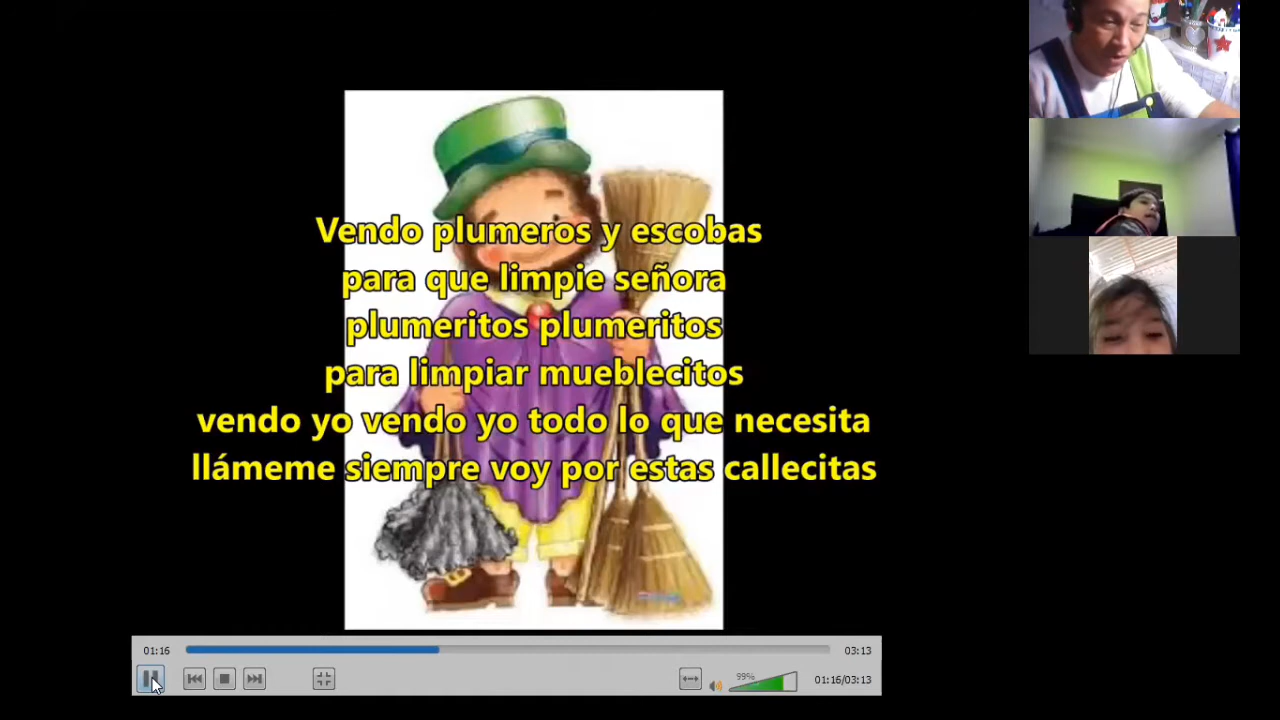 Vendo plumeros y escobas
para que limpie señora
plumeritos plumeritos
para limpiar mueblecitos
vendo yo vendo yo todo lo que necesita
llámeme siempre voy por estas callecitas
01:16
03:13
99%
01:16/03:13